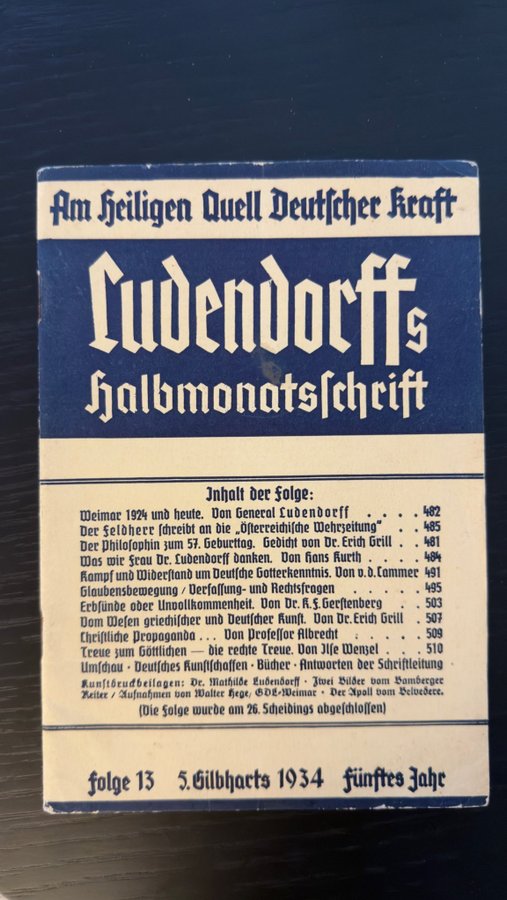 Am Heiligen Quell Deutscher Kraft
Ludendorffs
Halbmonatsschrift
Inhalt der Folge:
Weimar 1924 und heute. Von General Ludendorff . . . . 482
Der Feldherr schreibt an die „Österreichische Wehrzeitung“ . . 485
Der Philosophin zum 57. Geburttag. Gedicht von Dr. Erich Grill . . 481
Was wir Frau Dr. Ludendorff danken. Von Hans Kurth . . . 484
Kampf und Widerstand um Deutsche Gotterkenntnis. Von v. d. Cammer 491
Glaubensbewegung / Verfassung- und Rechtsfragen . . . . . 495
Erbsünde oder Unvollkommenheit. Von Dr. K. F. Gerstenberg . . 503
Vom Wesen griechischer und Deutscher Kunst. Von Dr. Erich Grill . 507
Christliche Propaganda ... Von Professor Albrecht . . . . . 509
Treue zum Göttlichen — die rechte Treue. Von Ilse Wenzel . . . 510
Umschau · Deutsches Kunstschaffen · Bücher · Antworten der Schriftleitung
Kunstdruckbeilagen: Dr. Mathilde Ludendorff · Zwei Bilder vom Bamberger
Reiter / Aufnahmen von Walter Hege, GDL-Weimar · Der Apoll vom Belvedere.
(Die Folge wurde am 26. Scheidings abgeschlossen)
Folge 13 5. Gilbharts 1934 Fünftes Jahr